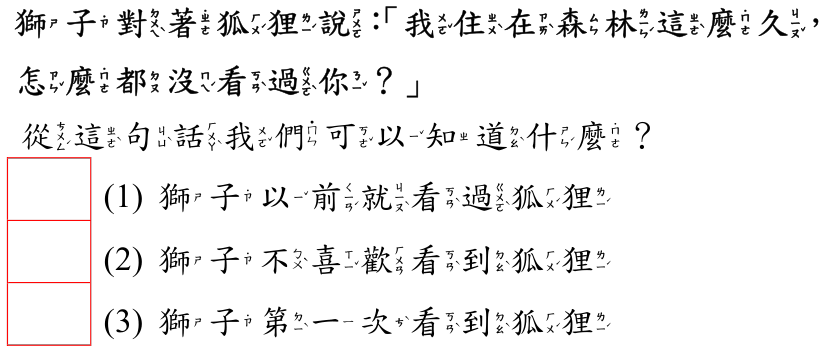 獅子對著狐狸說：「我住在森林這麼久，
怎麼都沒看過你？」
從這句話我們可以知道什麼？
(1) 獅子以前就看過狐狸
(2) 獅子不喜歡看到狐狸
(3) 獅子第一次看到狐狸